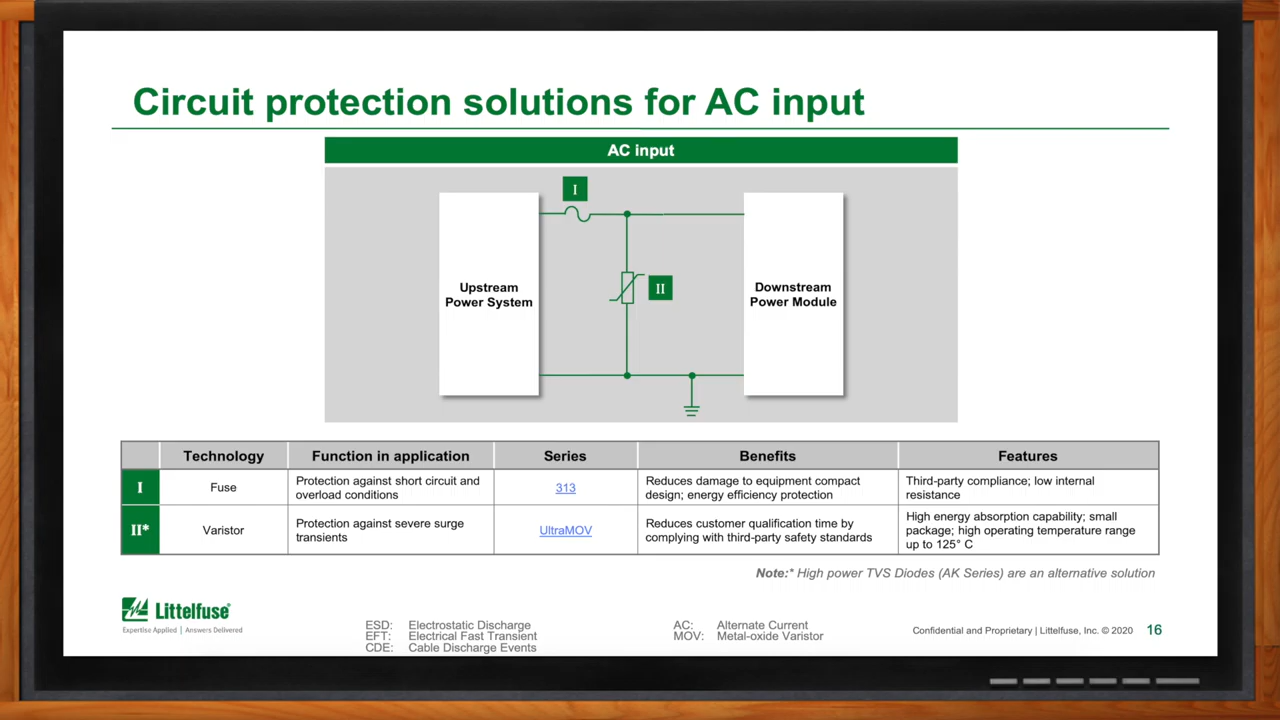 Circuit protection solutions for AC input
AC input
I
II
Upstream
Power System
Downstream
Power Module
Technology
Function in application
Series
Benefits
Features
I
Fuse
Protection against short circuit and
overload conditions
313
Reduces damage to equipment compact
design; energy efficiency protection
Third-party compliance; low internal
resistance
II*
Varistor
Protection against severe surge
transients
UltraMOV
Reduces customer qualification time by
complying with third-party safety standards
High energy absorption capability; small
package; high operating temperature range
up to 125° C
Note:* High power TVS Diodes (AK Series) are an alternative solution
Littelfuse®
Expertise Applied | Answers Delivered
ESD: Electrostatic Discharge
EFT: Electrical Fast Transient
CDE: Cable Discharge Events
AC: Alternate Current
MOV: Metal-oxide Varistor
Confidential and Proprietary | Littelfuse, Inc. © 2020
16